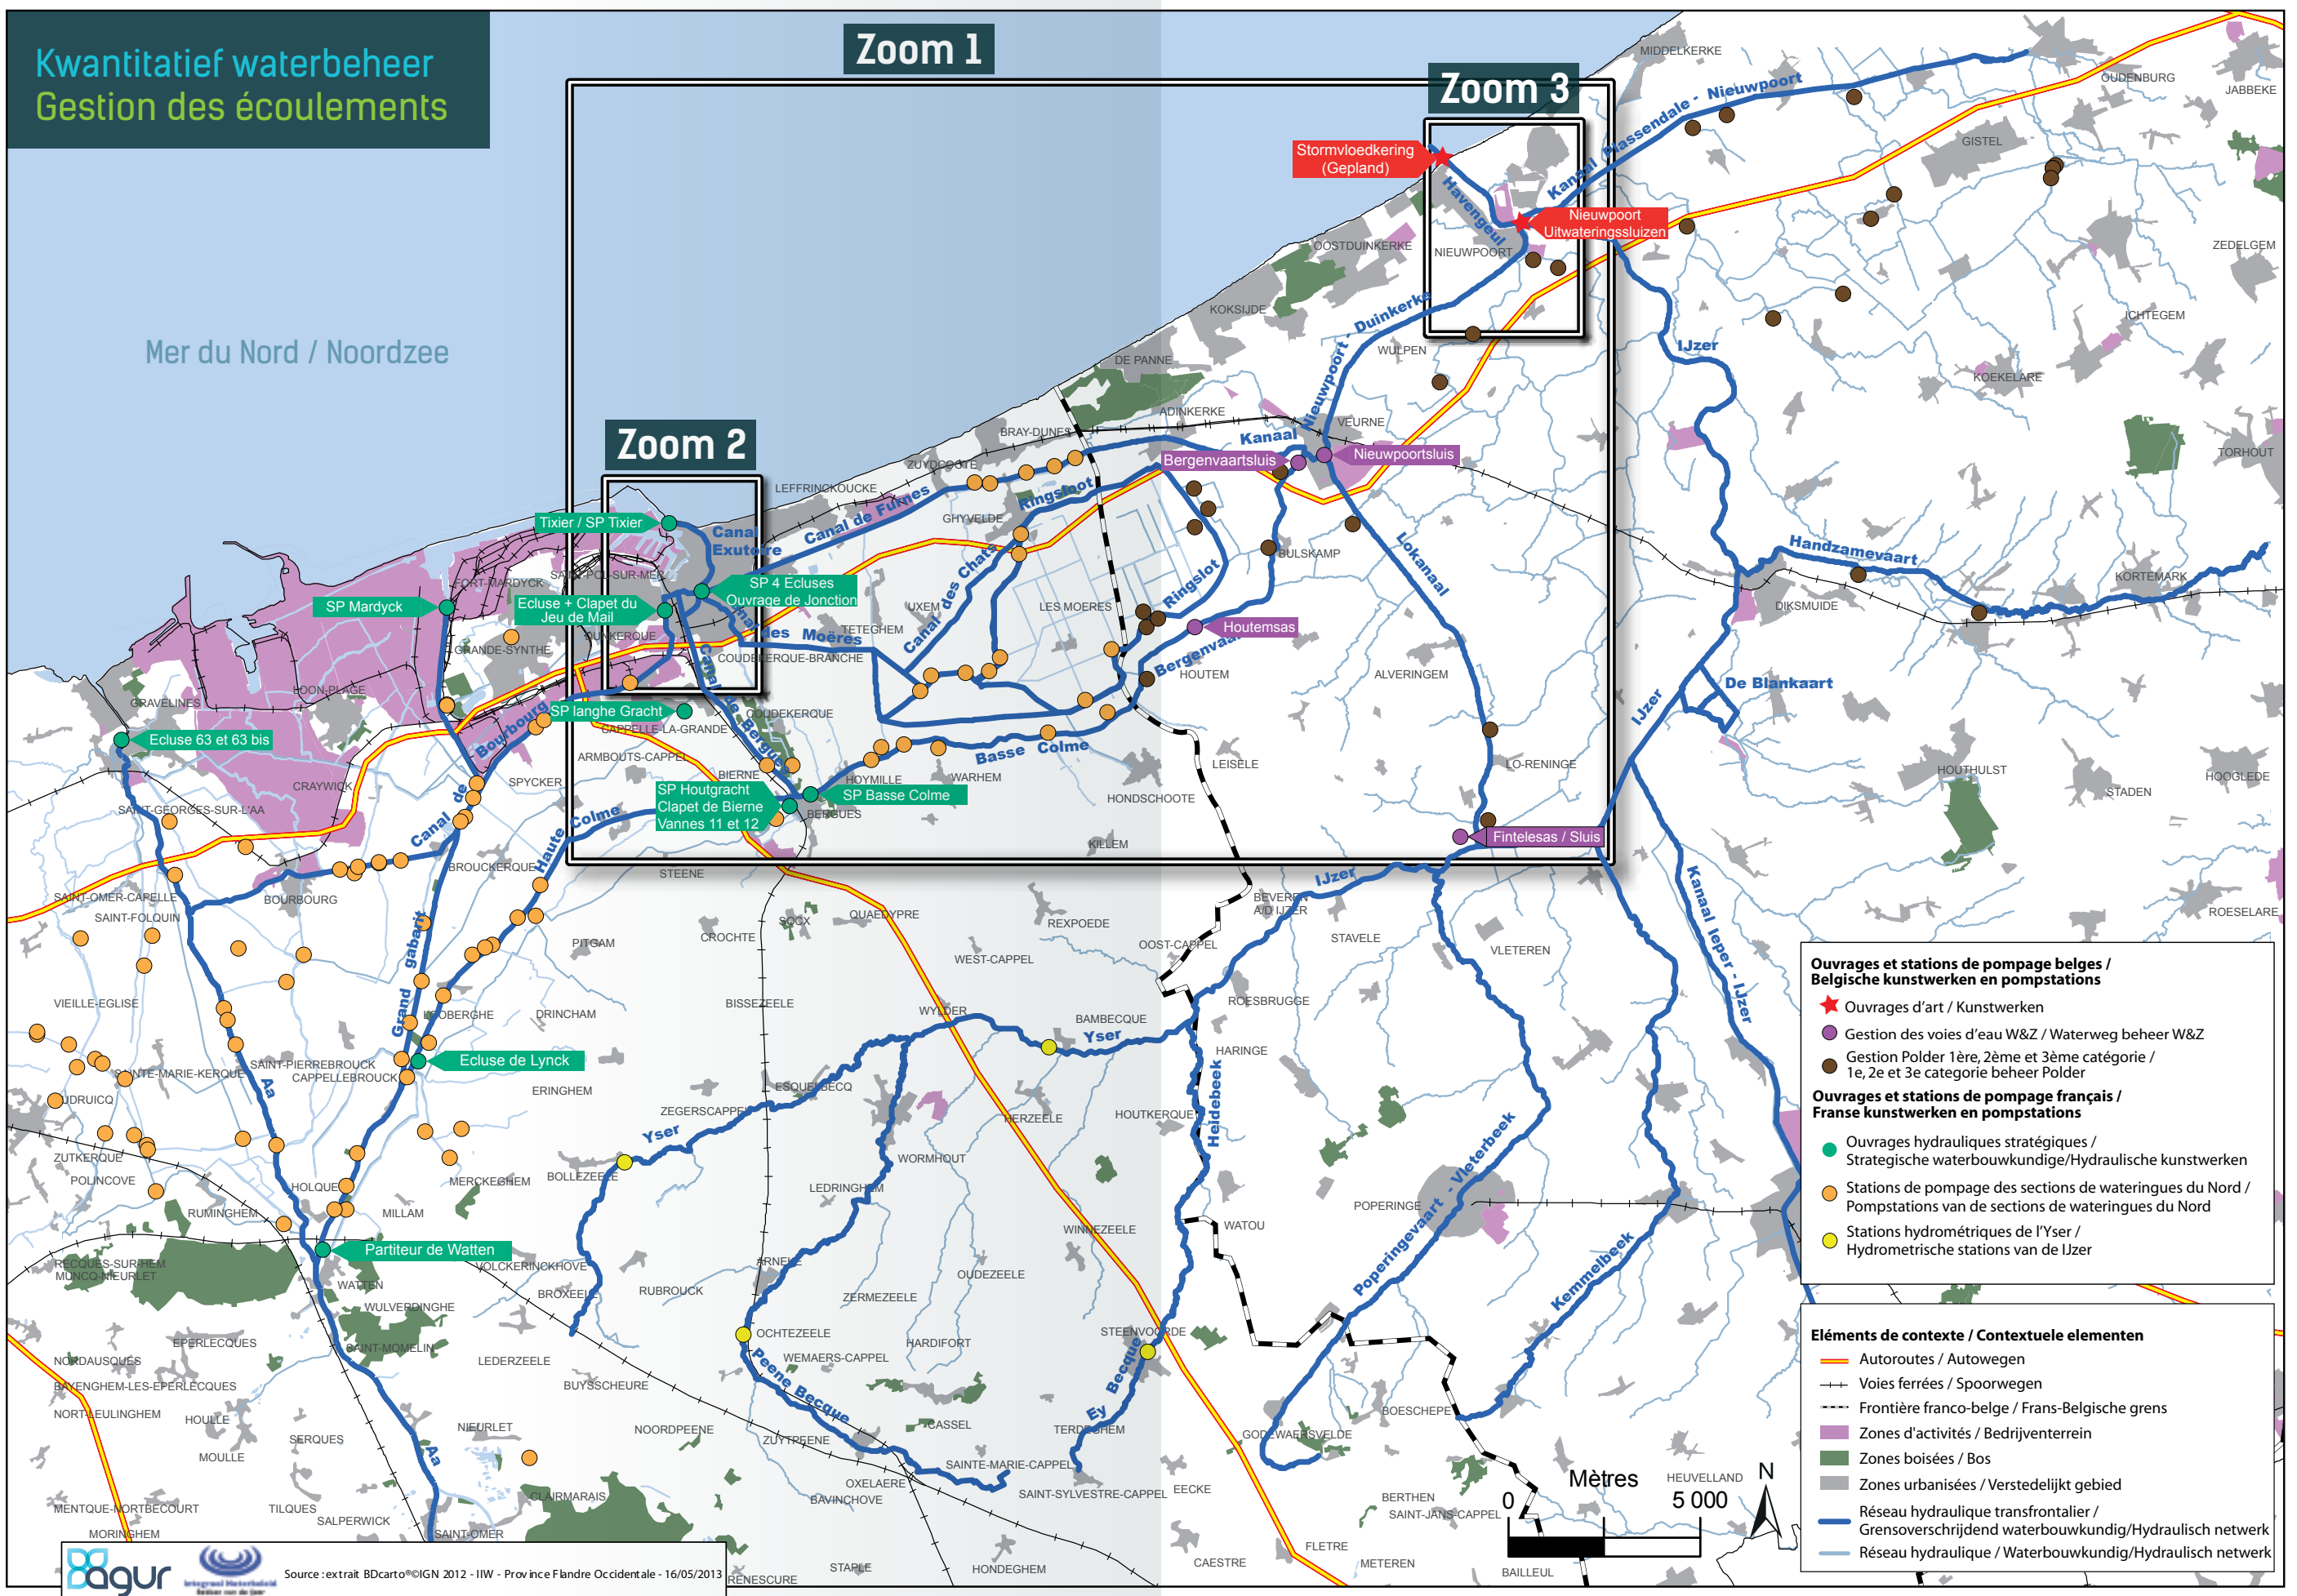 Kwantitatief waterbeheer
Gestion des écoulements
Zoom 1
Zoom 3
Zoom 2
Mer du Nord / Noordzee
MIDDELKERKE
OUDENBURG
JABBEKE
GISTEL
ZEDELGEM
ICHTEGEM
KOEKELARE
TORHOUT
Kanaal Plassendale - Nieuwpoort
Stormvloedkering
(Gepland)
Havengeul
Nieuwpoort
Uitwateringssluizen
NIEUWPOORT
OOSTDUINKERKE
KOKSIJDE
WULPEN
DE PANNE
ADINKERKE
VEURNE
Kanaal Nieuwpoort - Duinkerke
IJzer
BRAY-DUNES
ZUYDCOOTE
LEFFRINCKOUCKE
GHYVELDE
Bergenvaartsluis
Nieuwpoortsluis
Canal de Furnes
Ringsloot
Tixier / SP Tixier
Canal
Exutoire
SP 4 Ecluses
Ouvrage de Jonction
SAINT-POL-SUR-MER
FORT-MARDYCK
SP Mardyck
Ecluse + Clapet du
Jeu de Mail
DUNKERQUE
GRANDE-SYNTHE
UXEM
TETEGHEM
COUDEKERQUE-BRANCHE
Canal des Chats
LES MOERES
Ringslot
BULSKAMP
Lokanaal
Houtemsas
HOUTEM
ALVERINGEM
Handzamevaart
KORTEMARK
DIKSMUIDE
De Blankaart
IJzer
GRAVELINES
LOON-PLAGE
Ecluse 63 et 63 bis
SP langhe Gracht
CAPPELLE-LA-GRANDE
COUDEKERQUE
Canal de Bergues
ARMBOUTS-CAPPEL
BIERNE
SPYCKER
CRAYWICK
SAINT-GEORGES-SUR-L'AA
Canal de Bourbourg
HOYMILLE
WARHEM
Basse Colme
SP Houtgracht
Clapet de Bierne
Vannes 11 et 12
SP Basse Colme
BERGUES
Haute Colme
HONDSCHOOTE
LEISELE
LO-RENINGE
Fintelesas / Sluis
HOUTHULST
STADEN
HOOGLEDE
ROESELARE
KILLEM
BROUCKERQUE
STEENE
SAINT-OMER-CAPELLE
SAINT-FOLQUIN
BOURBOURG
SOCX
QUAEDYPRE
CROCHTE
PITGAM
REXPOEDE
WEST-CAPPEL
OOST-CAPPEL
BEVEREN
A/D IJZER
IJzer
STAVELE
VLETEREN
Kanaal Ieper - IJzer
VIEILLE-EGLISE
Grand gabarit
LOOBERGHE
DRINCHAM
BISSEZEELE
WYLDER
BAMBECQUE
Yser
ROESBRUGGE
HARINGE
Ecluse de Lynck
SAINT-PIERREBROUCK
CAPPELLEBROUCK
SAINTE-MARIE-KERQUE
ERINGHEM
Aa
ESQUELBECQ
ZEGERSCAPPEL
HERZEELE
HOUTKERQUE
Heidebeek
Yser
ZUTKERQUE
POLINCOVE
BOLLEZEELE
WORMHOUT
LEDRINGHEM
RUMINGHEM
HOLQUE
MILLAM
MERCKEGHEM
POPERINGE
Poperingevaart - Vleterbeek
WATOU
WINNEZEELE
Partiteur de Watten
VOLCKERINCKHOVE
RECQUES-SUR-HEM
MUNCQ-NIEURLET
WATTEN
WULVERDINGHE
BROXEELE
RUBROUCK
ARNEKE
ZERMEZEELE
OUDEZEELE
Kemmelbeek
EPERLECQUES
SAINT-MOMELIN
NORDAUSQUES
BAYENGHEM-LES-EPERLECQUES
NORT-LEULINGHEM
LEDERZEELE
BUYSSCHEURE
OCHTEZEELE
WEMAERS-CAPPEL
HARDIFORT
STEENVOORDE
Peene Becque
Ey Becque
HOULLE
MOULLE
SERQUES
NIEURLET
NOORDPEENE
ZUYTPEENE
CASSEL
TERDEGHEM
GODEWAERSVELDE
BOESCHEPE
Aa
OXELAERE
BAVINCHOVE
SAINTE-MARIE-CAPPEL
SAINT-SYLVESTRE-CAPPEL
EECKE
MENTQUE-NORTBECOURT
MORINGHEM
TILQUES
SALPERWICK
SAINT-OMER
CLAIRMARAIS
RENESCURE
STAPLE
HONDEGHEM
CAESTRE
FLETRE
METEREN
BERTHEN
SAINT-JANS-CAPPEL
BAILLEUL
HEUVELLAND
Mètres
0 5 000
N
Ouvrages et stations de pompage belges /
Belgische kunstwerken en pompstations
Ouvrages d'art / Kunstwerken
Gestion des voies d'eau W&Z / Waterweg beheer W&Z
Gestion Polder 1ère, 2ème et 3ème catégorie /
1e, 2e et 3e categorie beheer Polder
Ouvrages et stations de pompage français /
Franse kunstwerken en pompstations
Ouvrages hydrauliques stratégiques /
Strategische waterbouwkundige/Hydraulische kunstwerken
Stations de pompage des sections de wateringues du Nord /
Pompstations van de sections de wateringues du Nord
Stations hydrométriques de l'Yser /
Hydrometrische stations van de IJzer
Eléments de contexte / Contextuele elementen
Autoroutes / Autowegen
Voies ferrées / Spoorwegen
Frontière franco-belge / Frans-Belgische grens
Zones d'activités / Bedrijventerrein
Zones boisées / Bos
Zones urbanisées / Verstedelijkt gebied
Réseau hydraulique transfrontalier /
Grensoverschrijdend waterbouwkundig/Hydraulisch netwerk
Réseau hydraulique / Waterbouwkundig/Hydraulisch netwerk
agur
Source : extrait BDcarto®©IGN 2012 - IIW - Province Flandre Occidentale - 16/05/2013